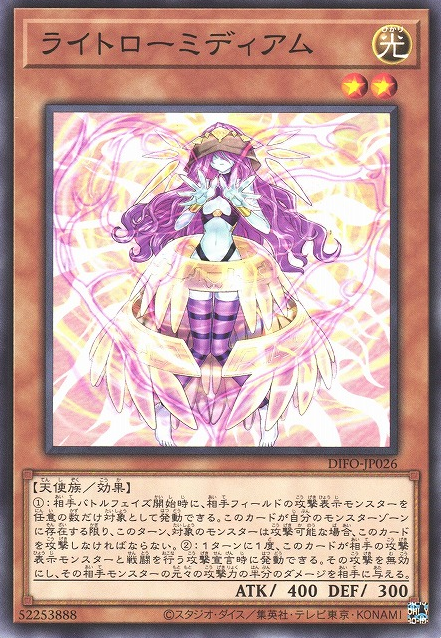 ライトローミディアム
ひかり
光
DIFO-JP026
【天使族/効果】
①:相手バトルフェイズ開始時に、相手フィールドの攻撃表示モンスターを
任意の数だけ対象として発動できる。このカードが自分のモンスターゾーン
に存在する限り、このターン、対象のモンスターは攻撃可能な場合、このカード
を攻撃しなければならない。②:1ターンに1度、このカードが相手の攻撃
表示モンスターと戦闘を行う攻撃宣言時に発動できる。その攻撃を無効
にし、その相手モンスターの元々の攻撃力の半分のダメージを相手に与える。
ATK/ 400 DEF/ 300
52253888
©スタジオ・ダイス/集英社・テレビ東京・KONAMI